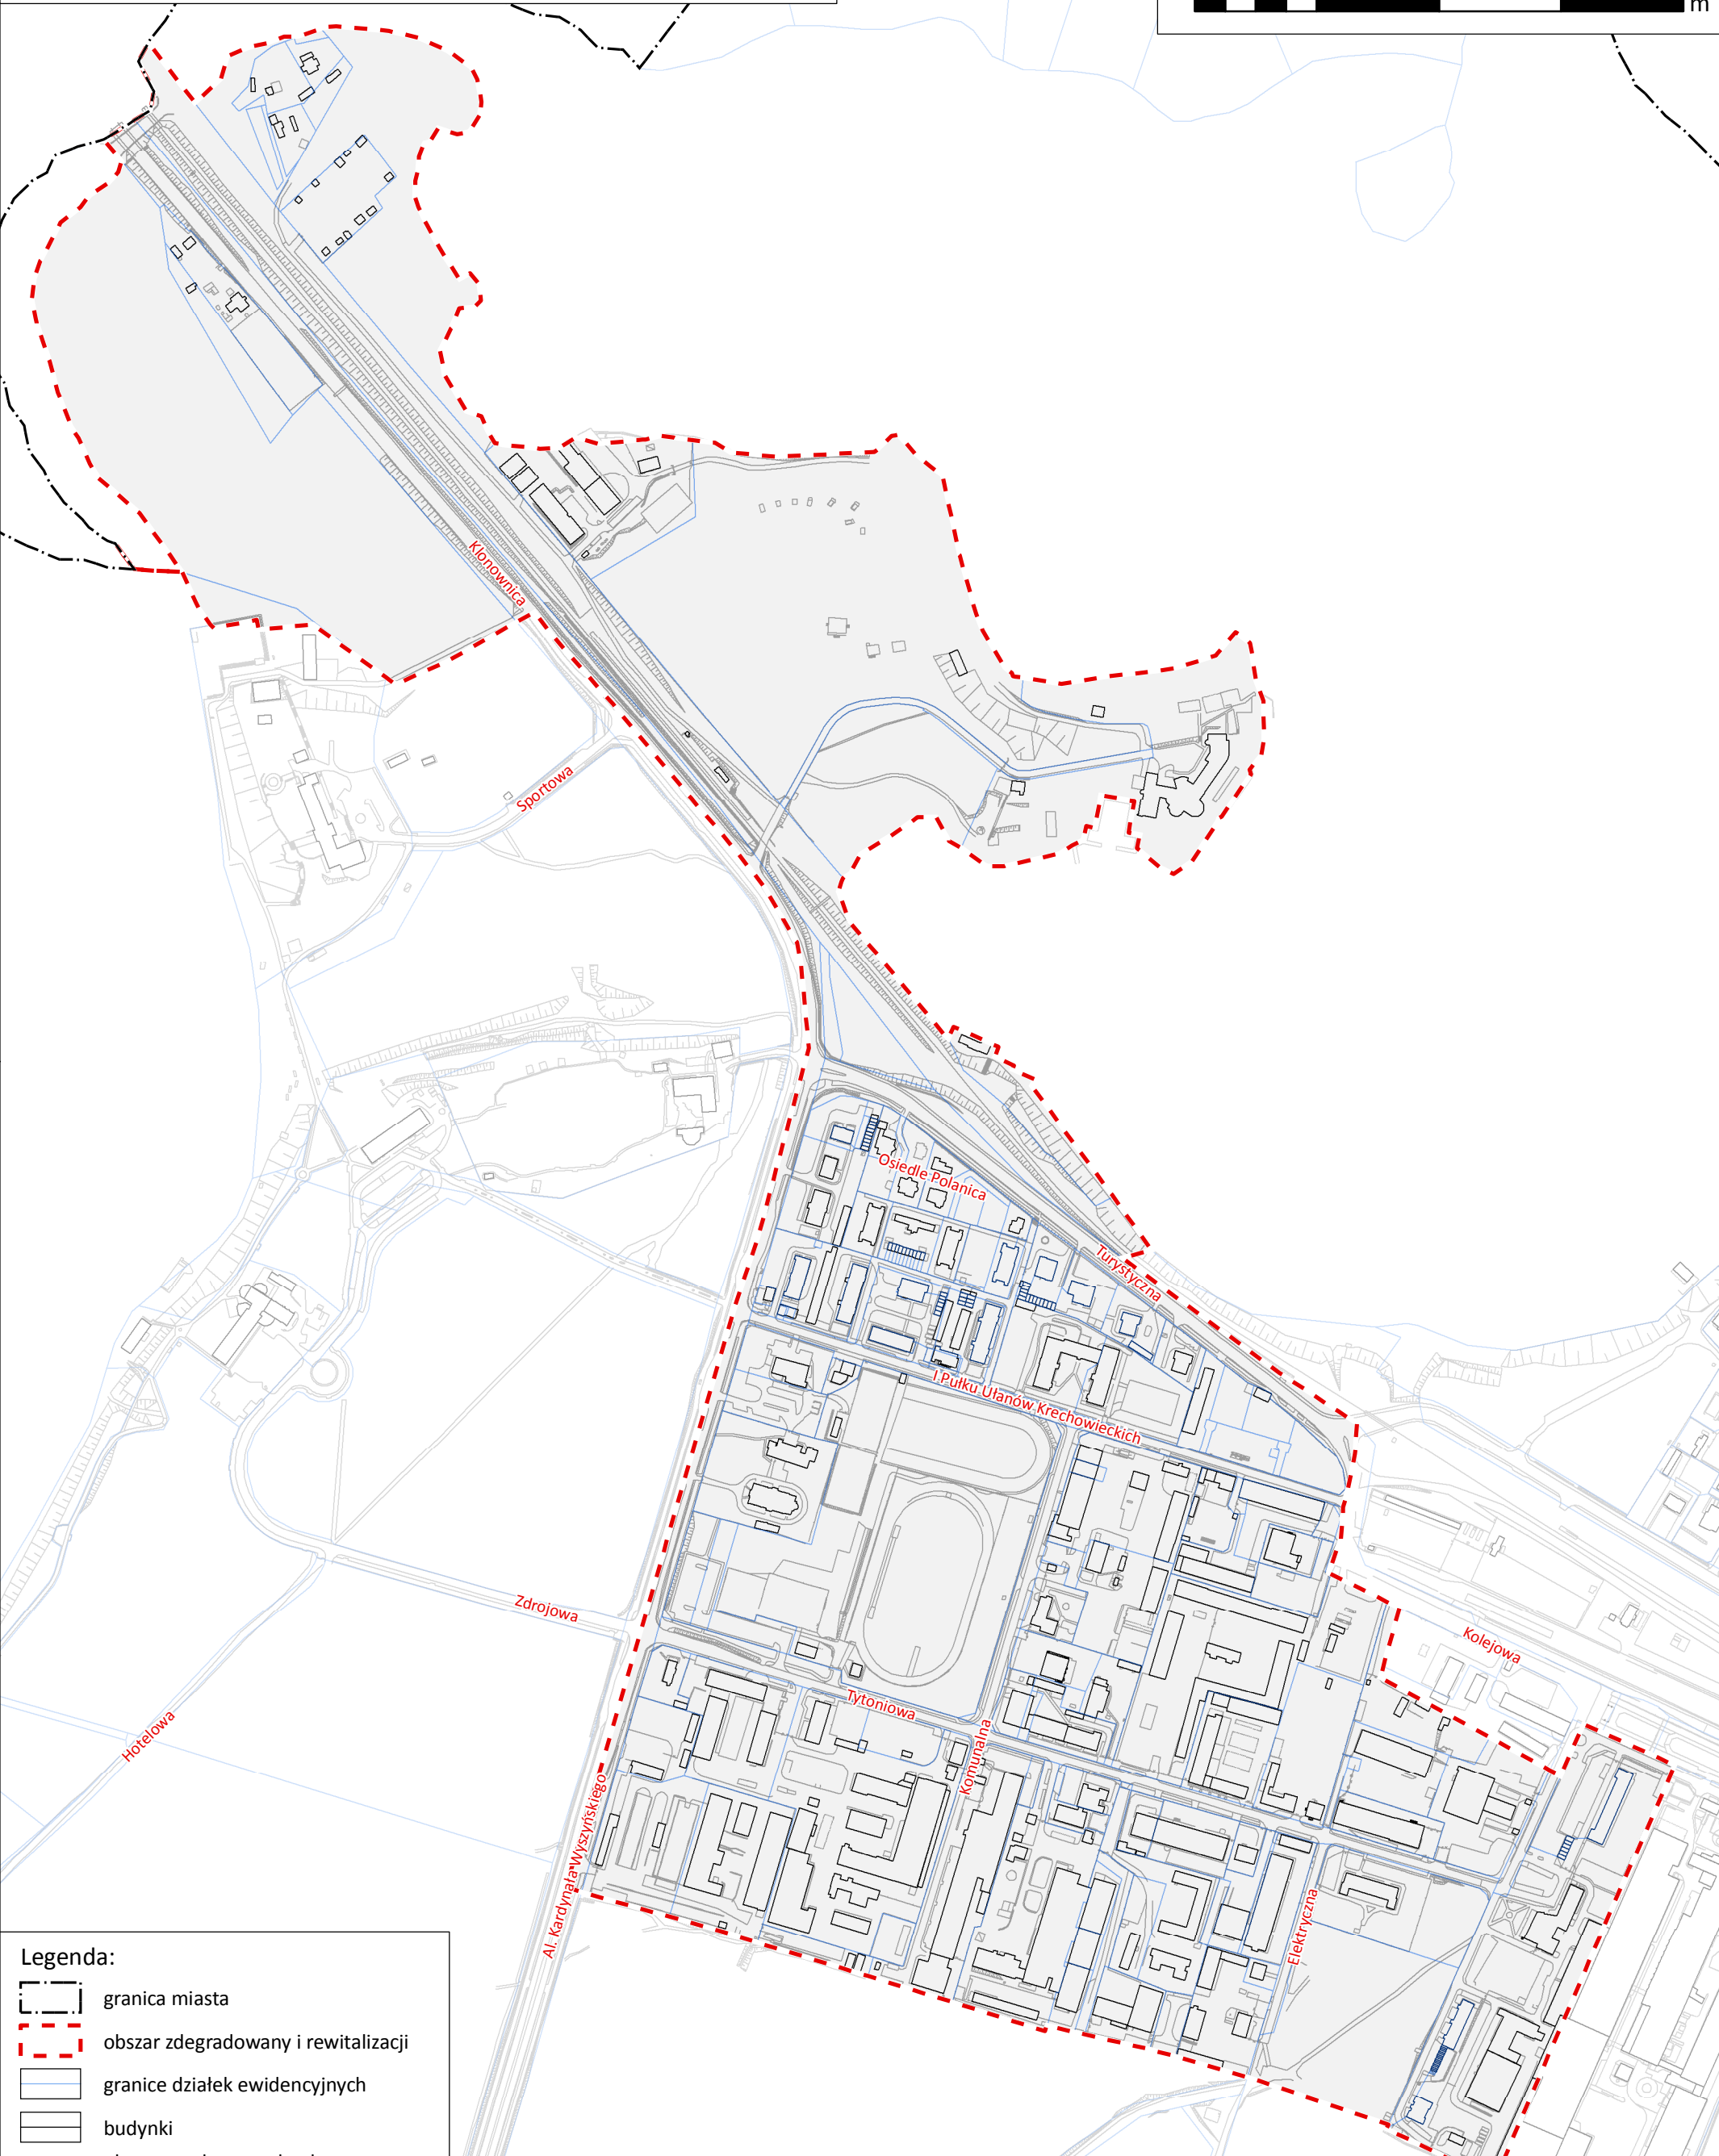 m
Klonownica
Sportowa
Osiedle Polanica
Turystyczna
I Pułku Ułanów Krechowieckich
Zdrojowa
Kolejowa
Tytoniowa
Hotelowa
Komunalna
Al. Kardynała Wyszyńskiego
Elektryczna
Legenda:
granica miasta
obszar zdegradowany i rewitalizacji
granice działek ewidencyjnych
budynki